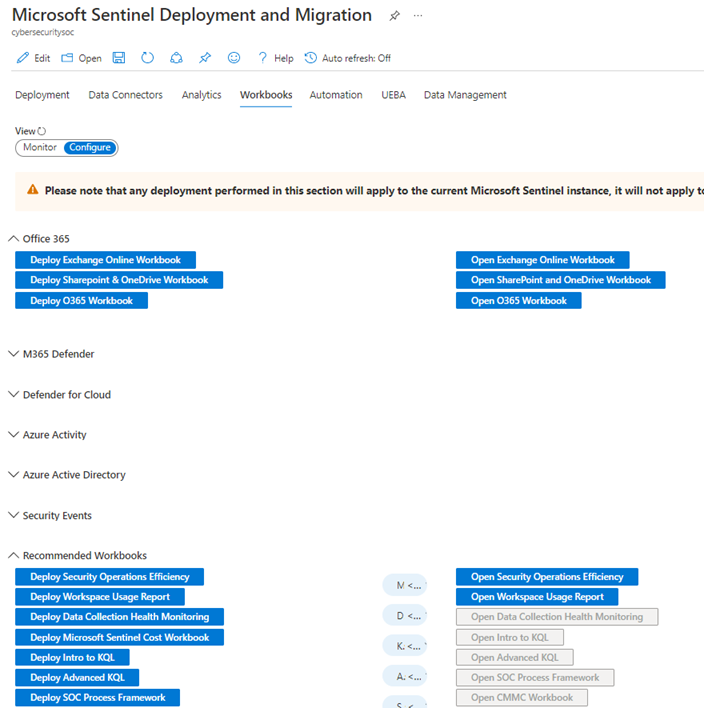 Microsoft Sentinel Deployment and Migration
cybersecuritysoc
Edit Open Help Auto refresh: Off
Deployment Data Connectors Analytics Workbooks Automation UEBA Data Management
View
Monitor Configure
Please note that any deployment performed in this section will apply to the current Microsoft Sentinel instance, it will not apply to
Office 365
Deploy Exchange Online Workbook Open Exchange Online Workbook
Deploy Sharepoint & OneDrive Workbook Open SharePoint and OneDrive Workbook
Deploy O365 Workbook Open O365 Workbook
M365 Defender
Defender for Cloud
Azure Activity
Azure Active Directory
Security Events
Recommended Workbooks
Deploy Security Operations Efficiency M <... Open Security Operations Efficiency
Deploy Workspace Usage Report Open Workspace Usage Report
Deploy Data Collection Health Monitoring D <... Open Data Collection Health Monitoring
Deploy Microsoft Sentinel Cost Workbook K. <... Open Intro to KQL
Deploy Intro to KQL Open Advanced KQL
Deploy Advanced KQL A. <... Open SOC Process Framework
Deploy SOC Process Framework Open CMMC Workbook